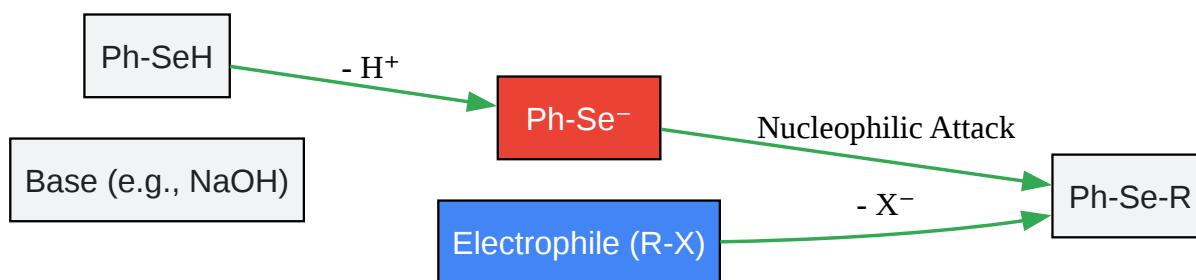 Ph-SeH
- H⁺
Ph-Se⁻
Nucleophilic Attack
Base (e.g., NaOH)
Ph-Se-R
- X⁻
Electrophile (R-X)